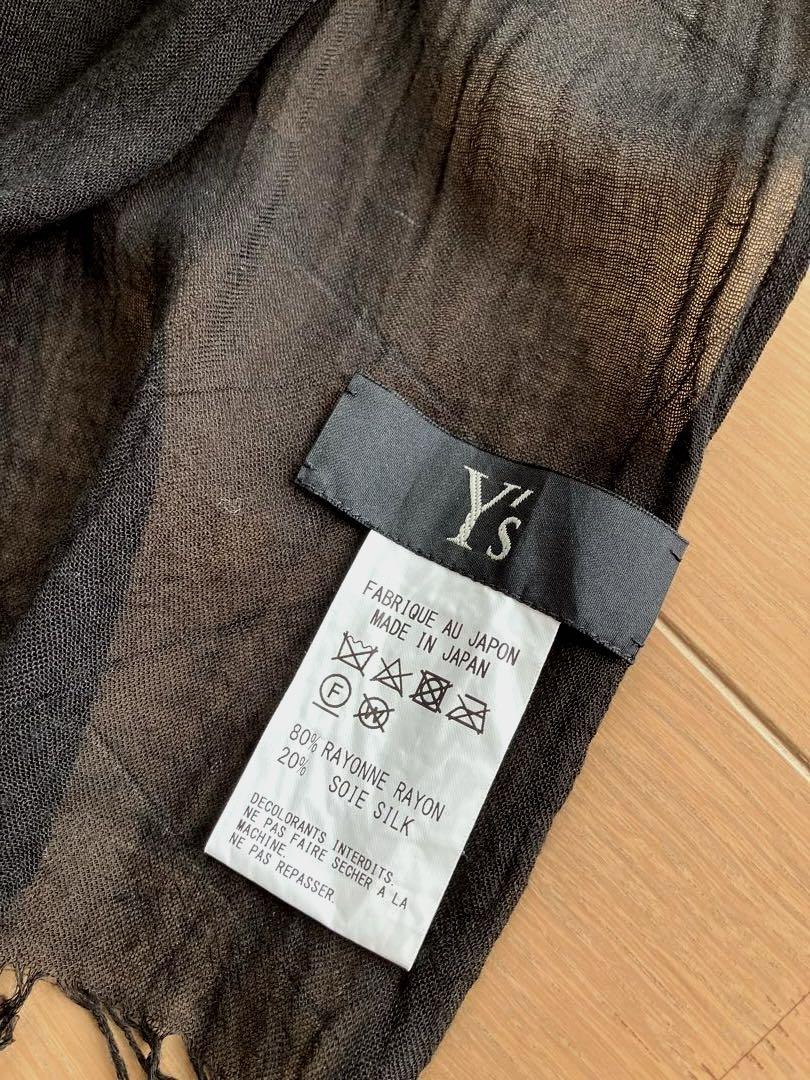 Y's
FABRIQUE AU JAPON
MADE IN JAPAN
F
W
80% RAYONNE RAYON
20% SOIE SILK
DECOLORANTS INTERDITS.
NE PAS FAIRE SECHER A LA
MACHINE.
NE PAS REPASSER.